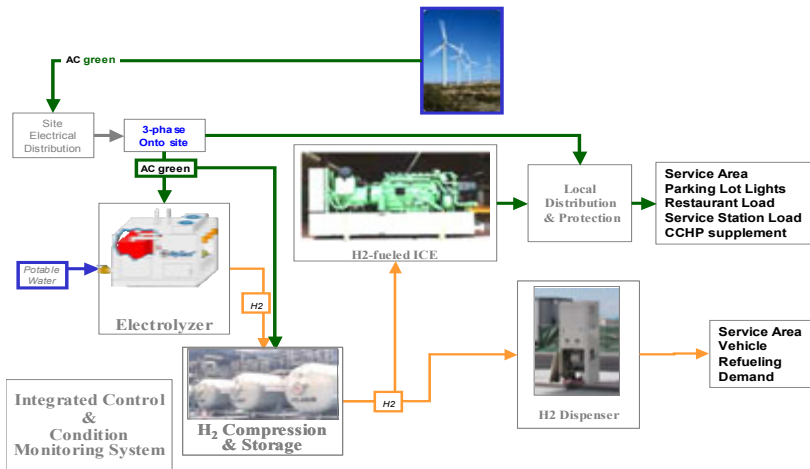 AC green
Site
Electrical
Distribution
3-phase
Onto site
AC green
Potable
Water
Electrolyzer
H2
H2-fueled ICE
Local
Distribution
& Protection
Service Area
Parking Lot Lights
Restaurant Load
Service Station Load
CCHP supplement
Integrated Control
&
Condition
Monitoring System
H₂ Compression
& Storage
H2
H2 Dispenser
Service Area
Vehicle
Refueling
Demand